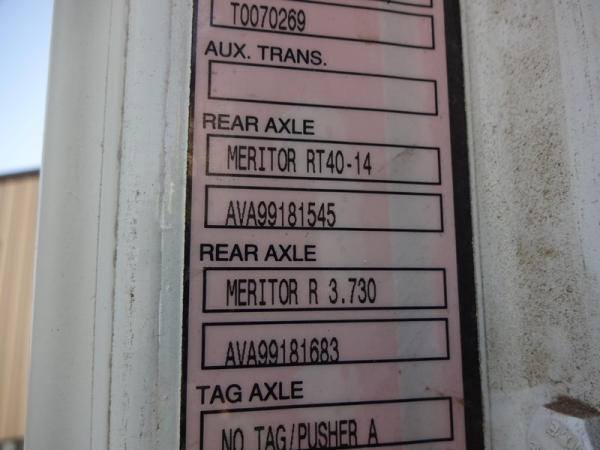 T0070269
AUX. TRANS.
REAR AXLE
MERITOR RT40-14
AVA99181545
REAR AXLE
MERITOR R 3.730
AVA99181683
TAG AXLE
NO TAG/PUSHER A